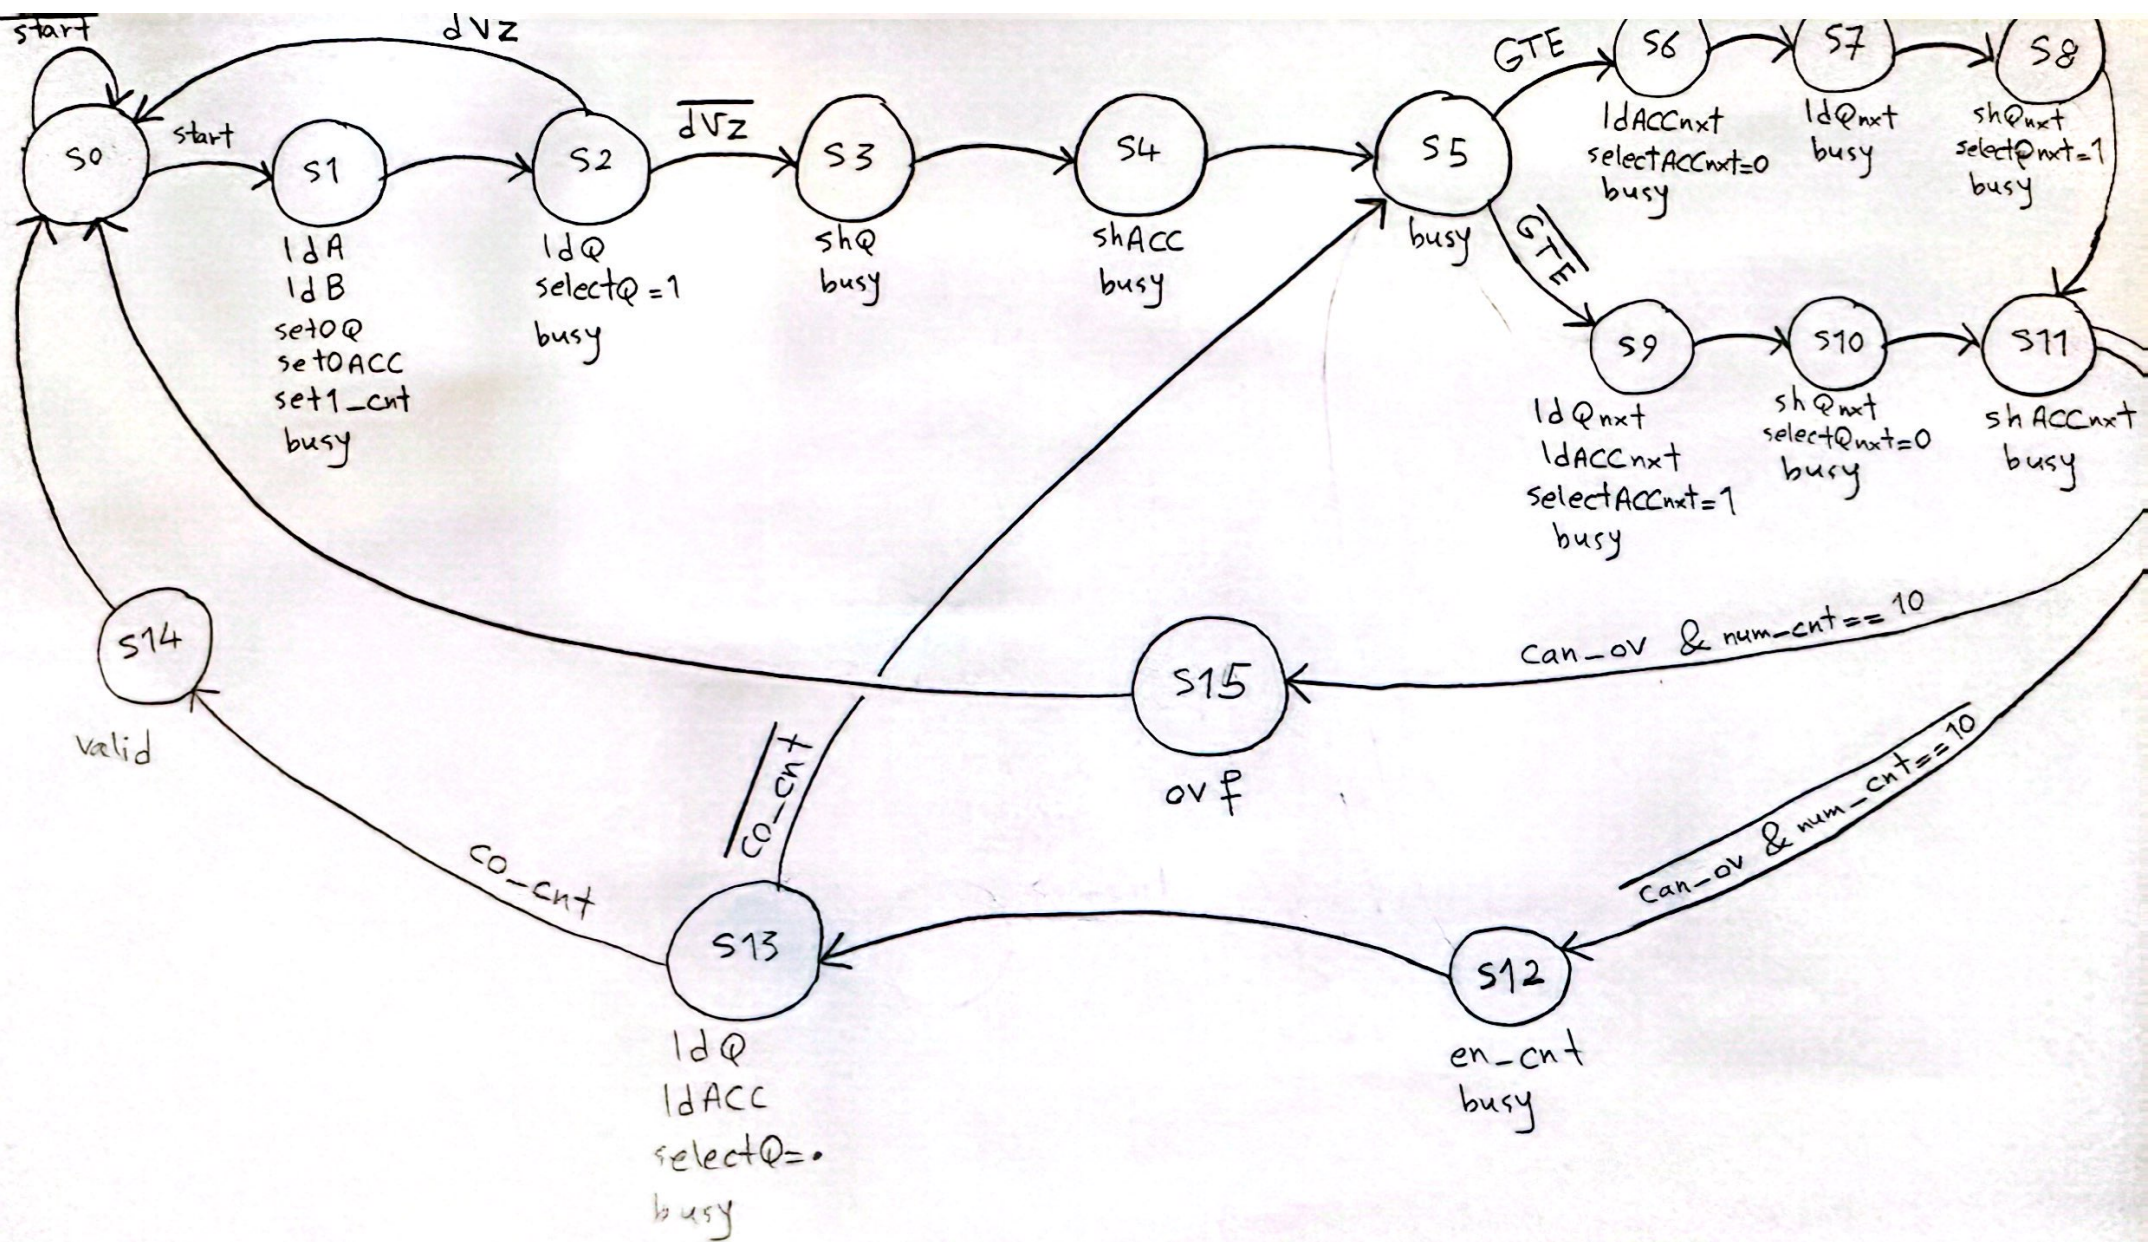 start
dVz
start
S0
S1
ldA
ldB
set0Q
set0ACC
set1_cnt
busy
S2
ldQ
selectQ=1
busy
dVz
S3
shQ
busy
S4
shACC
busy
S5
busy
GTE
S6
ldACCnxt
selectACCnxt=0
busy
S7
ldQnxt
busy
S8
shQnxt
selectQnxt=1
busy
GTE
S9
ldQnxt
ldACCnxt
selectACCnxt=1
busy
S10
shQnxt
selectQnxt=0
busy
S11
shACCnxt
busy
can_ov & num_cnt==10
S15
ovf
can_ov & num_cnt==10
S12
en_cnt
busy
S13
ldQ
ldACC
selectQ=•
busy
co_cnt
co_cnt
S14
valid